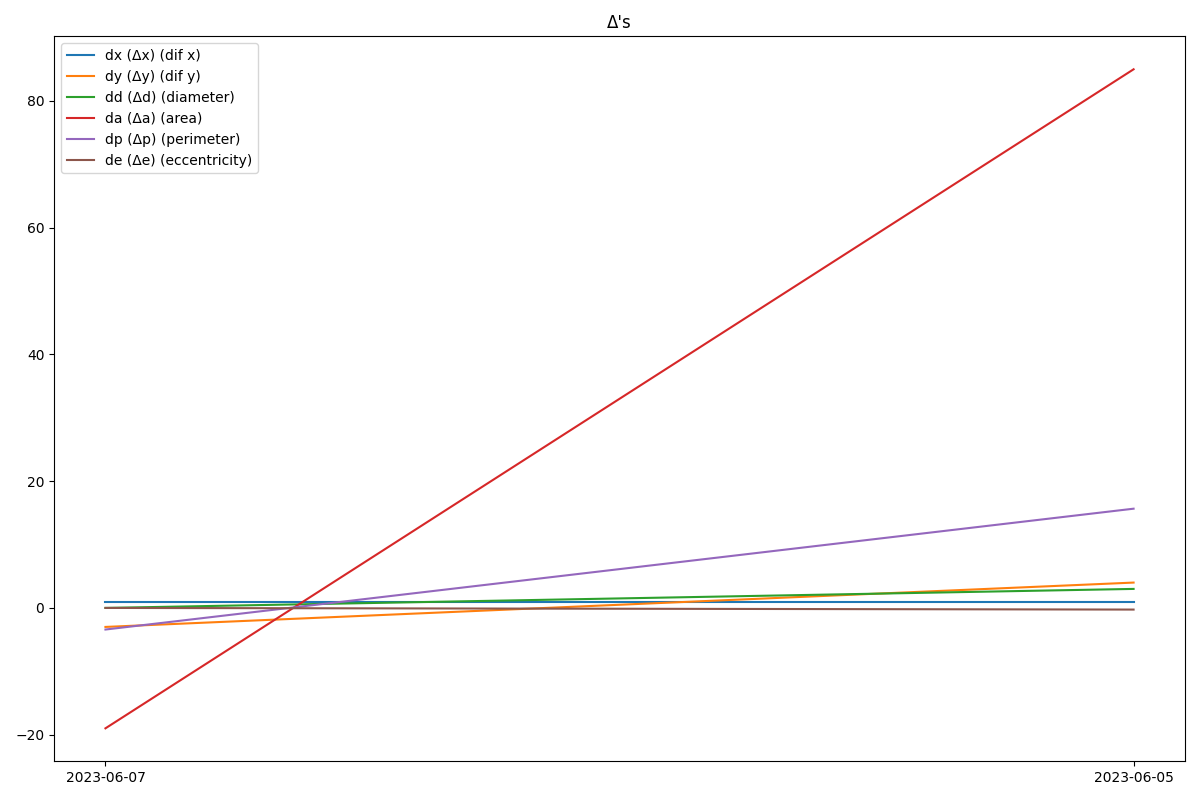 Δ's
dx (Δx) (dif x)
dy (Δy) (dif y)
dd (Δd) (diameter)
da (Δa) (area)
dp (Δp) (perimeter)
de (Δe) (eccentricity)
80
60
40
20
0
−20
2023-06-07 2023-06-05